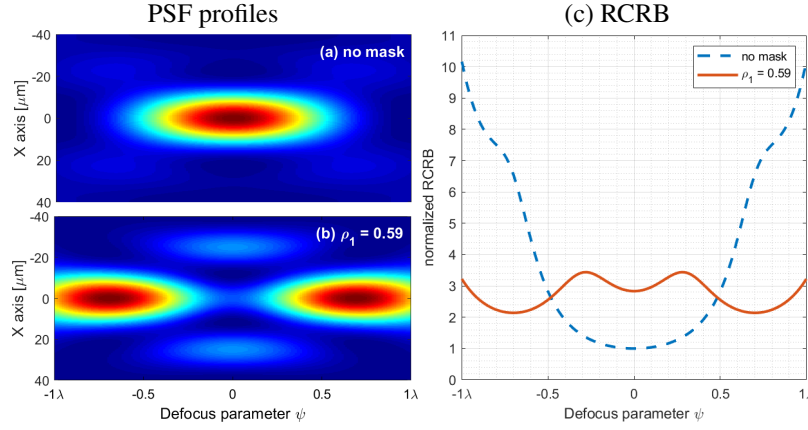 PSF profiles
(a) no mask
-40
-20
0
20
40
X axis [μm]
(b) ρ1 = 0.59
-40
-20
0
20
40
X axis [μm]
-1λ
-0.5
0
0.5
1λ
Defocus parameter ψ
(c) RCRB
no mask
ρ1 = 0.59
11
10
9
8
7
6
5
4
3
2
1
0
normalized RCRB
-1λ
-0.5
0
0.5
1λ
Defocus parameter ψ